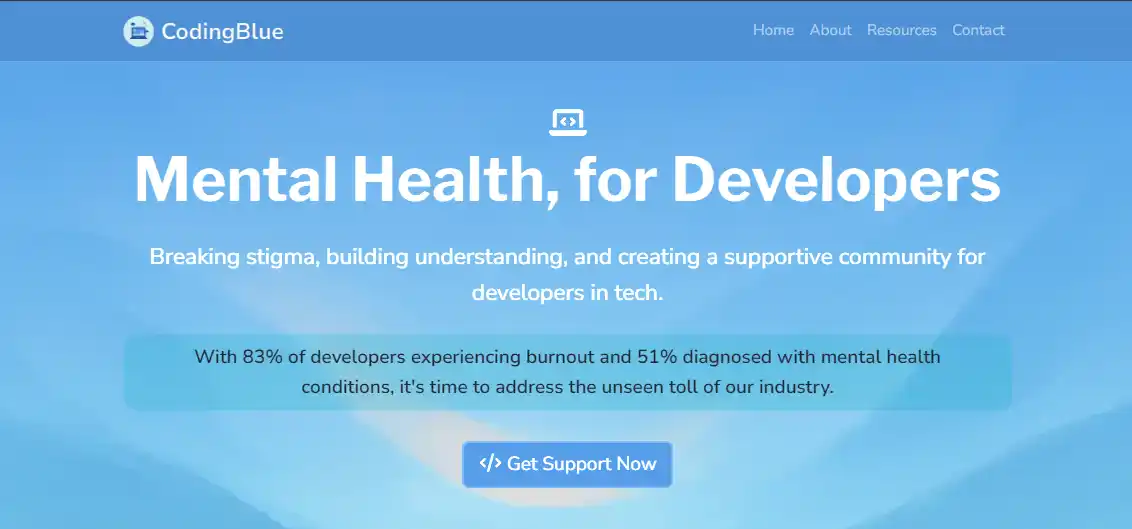 CodingBlue
Home About Resources Contact
Mental Health, for Developers
Breaking stigma, building understanding, and creating a supportive community for
developers in tech.
With 83% of developers experiencing burnout and 51% diagnosed with mental health
conditions, it's time to address the unseen toll of our industry.
</> Get Support Now